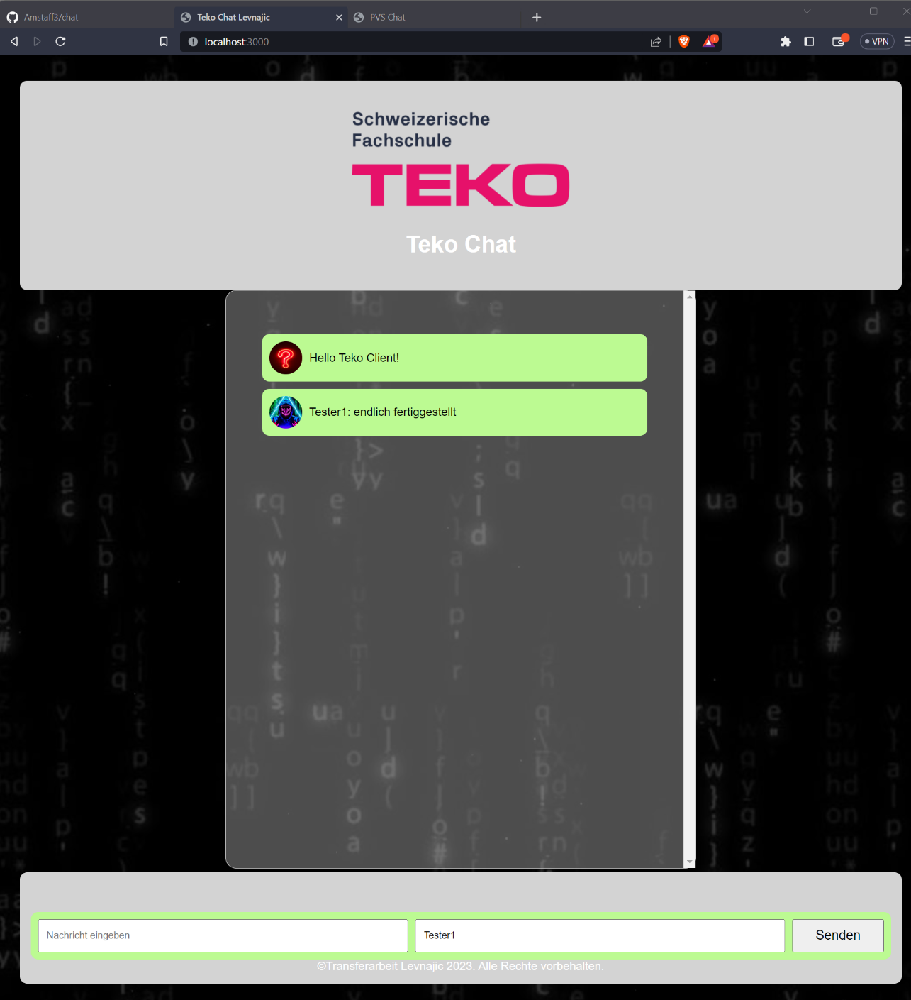 Amstaff3/chat
Teko Chat Levnajic
PVS Chat
localhost:3000
1
VPN
Schweizerische
Fachschule
TEKO
Teko Chat
Hello Teko Client!
Tester1: endlich fertiggestellt
Nachricht eingeben
Tester1
Senden
©Transferarbeit Levnajic 2023. Alle Rechte vorbehalten.